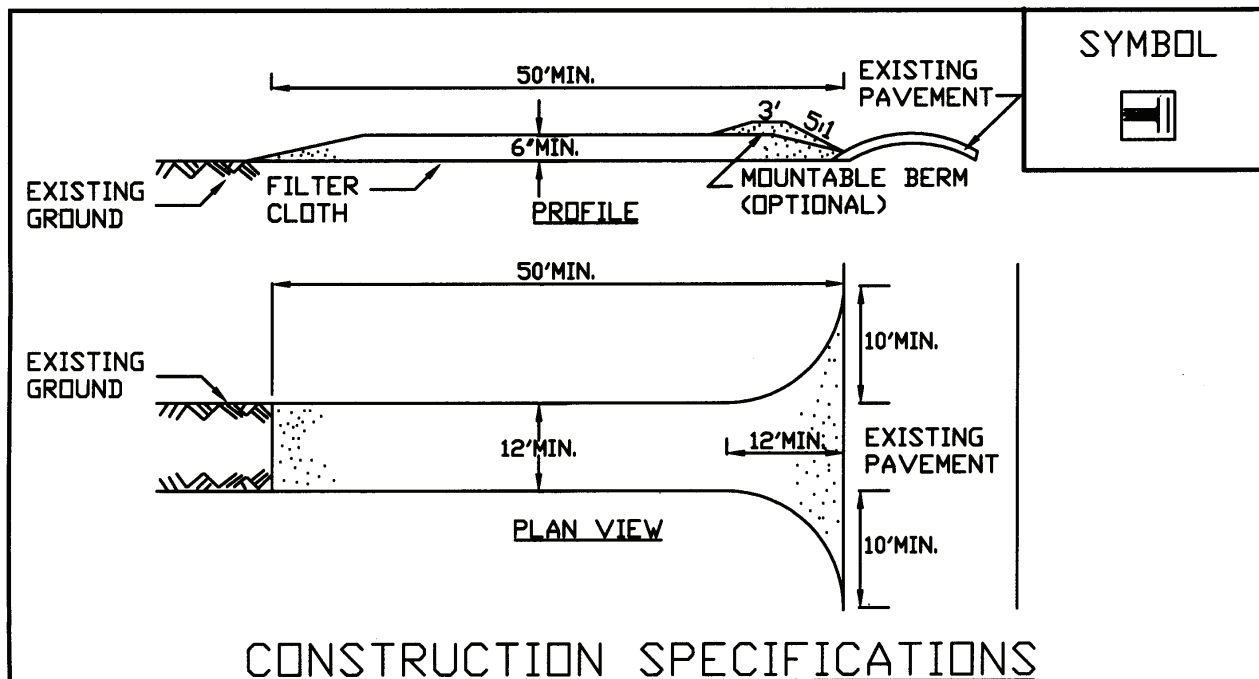 SYMBOL
50'MIN.
EXISTING
PAVEMENT
3'
5:1
6"MIN.
EXISTING
GROUND
FILTER
CLOTH
PROFILE
MOUNTABLE BERM
(OPTIONAL)
50'MIN.
EXISTING
GROUND
10'MIN.
12'MIN.
12'MIN.
EXISTING
PAVEMENT
PLAN VIEW
10'MIN.
CONSTRUCTION SPECIFICATIONS